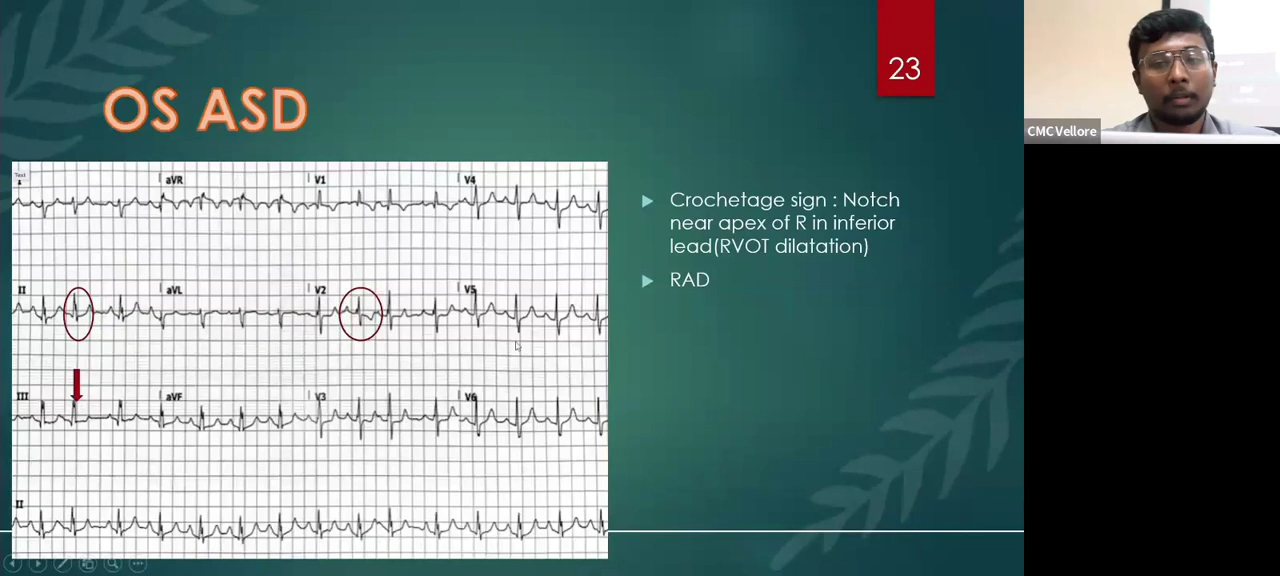 23
OS ASD
CMC Vellore
Text
I
aVR
V1
V4
II
aVL
V2
V5
III
aVF
V3
V6
II
Crochetage sign : Notch
near apex of R in inferior
lead(RVOT dilatation)
RAD